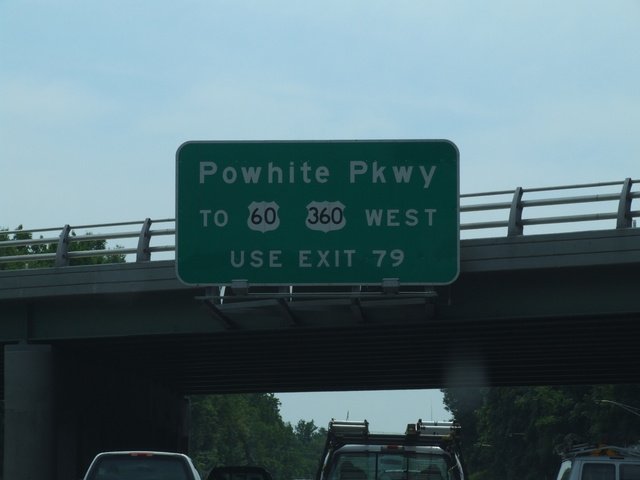 Powhite Pkwy
TO 60 360 WEST
USE EXIT 79